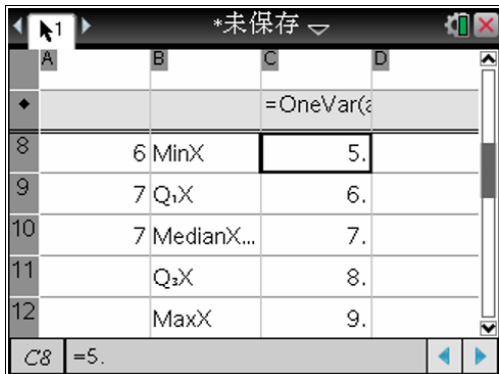 1 *未保存
A B C D
◆ =OneVar(a
8 6 MinX 5.
9 7 Q₁X 6.
10 7 MedianX... 7.
11 Q₃X 8.
12 MaxX 9.
C8 =5.